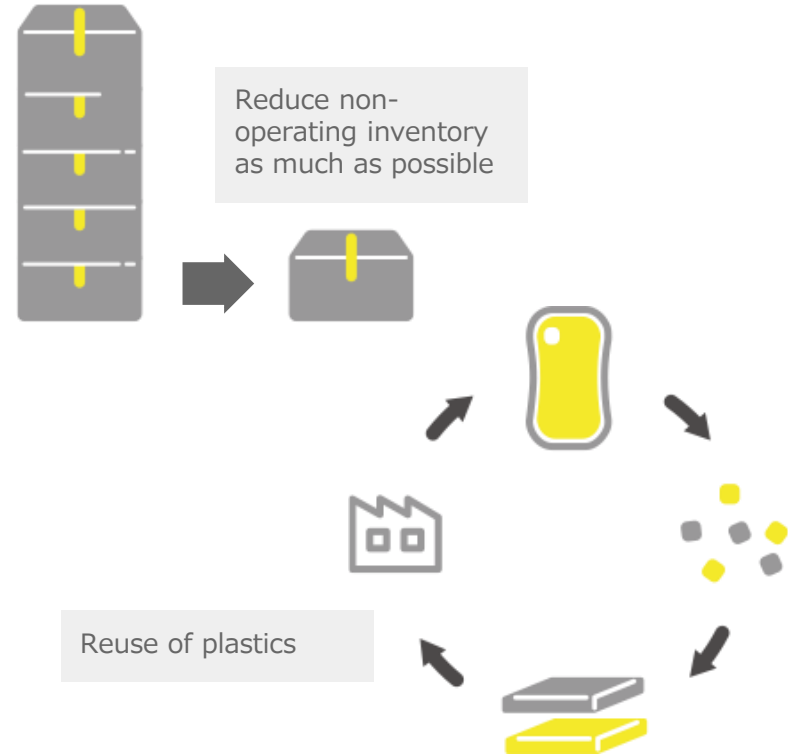 Reduce non-
operating inventory
as much as possible
Reuse of plastics